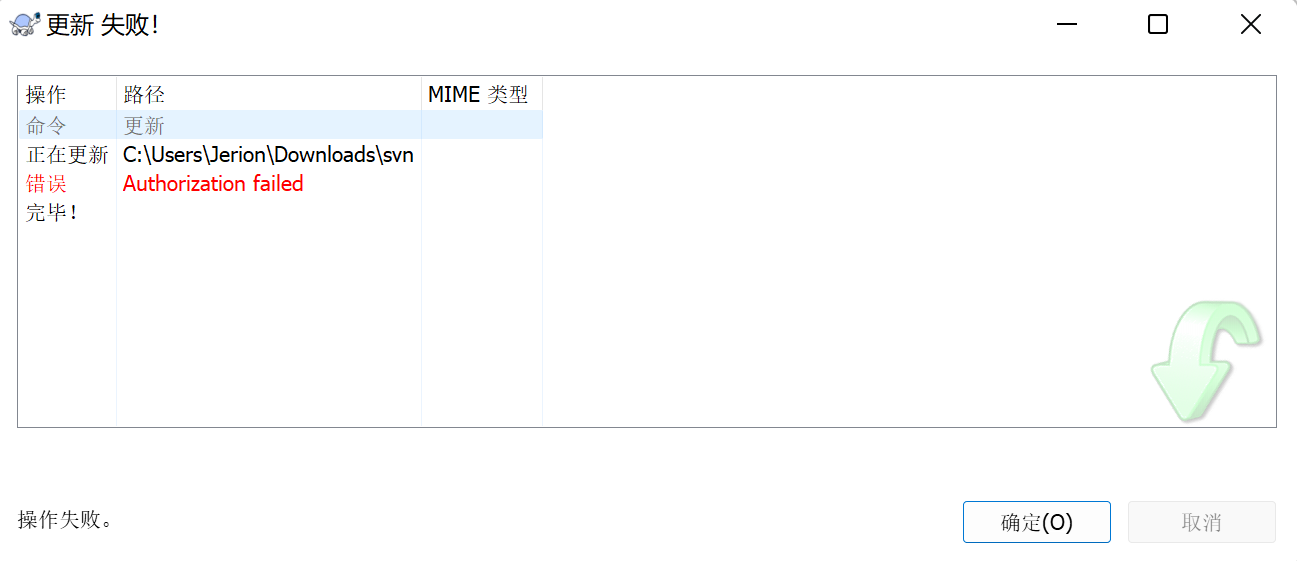 更新 失败!
操作 路径 MIME 类型
命令 更新
正在更新 C:\Users\Jerion\Downloads\svn
错误 Authorization failed
完毕!
操作失败。
确定(O) 取消